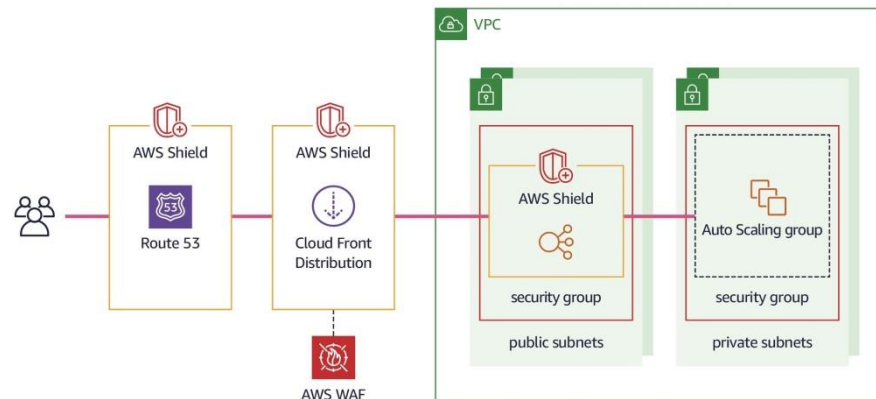 VPC
AWS Shield
53
Route 53
AWS Shield
Cloud Front
Distribution
AWS WAF
AWS Shield
security group
public subnets
Auto Scaling group
security group
private subnets